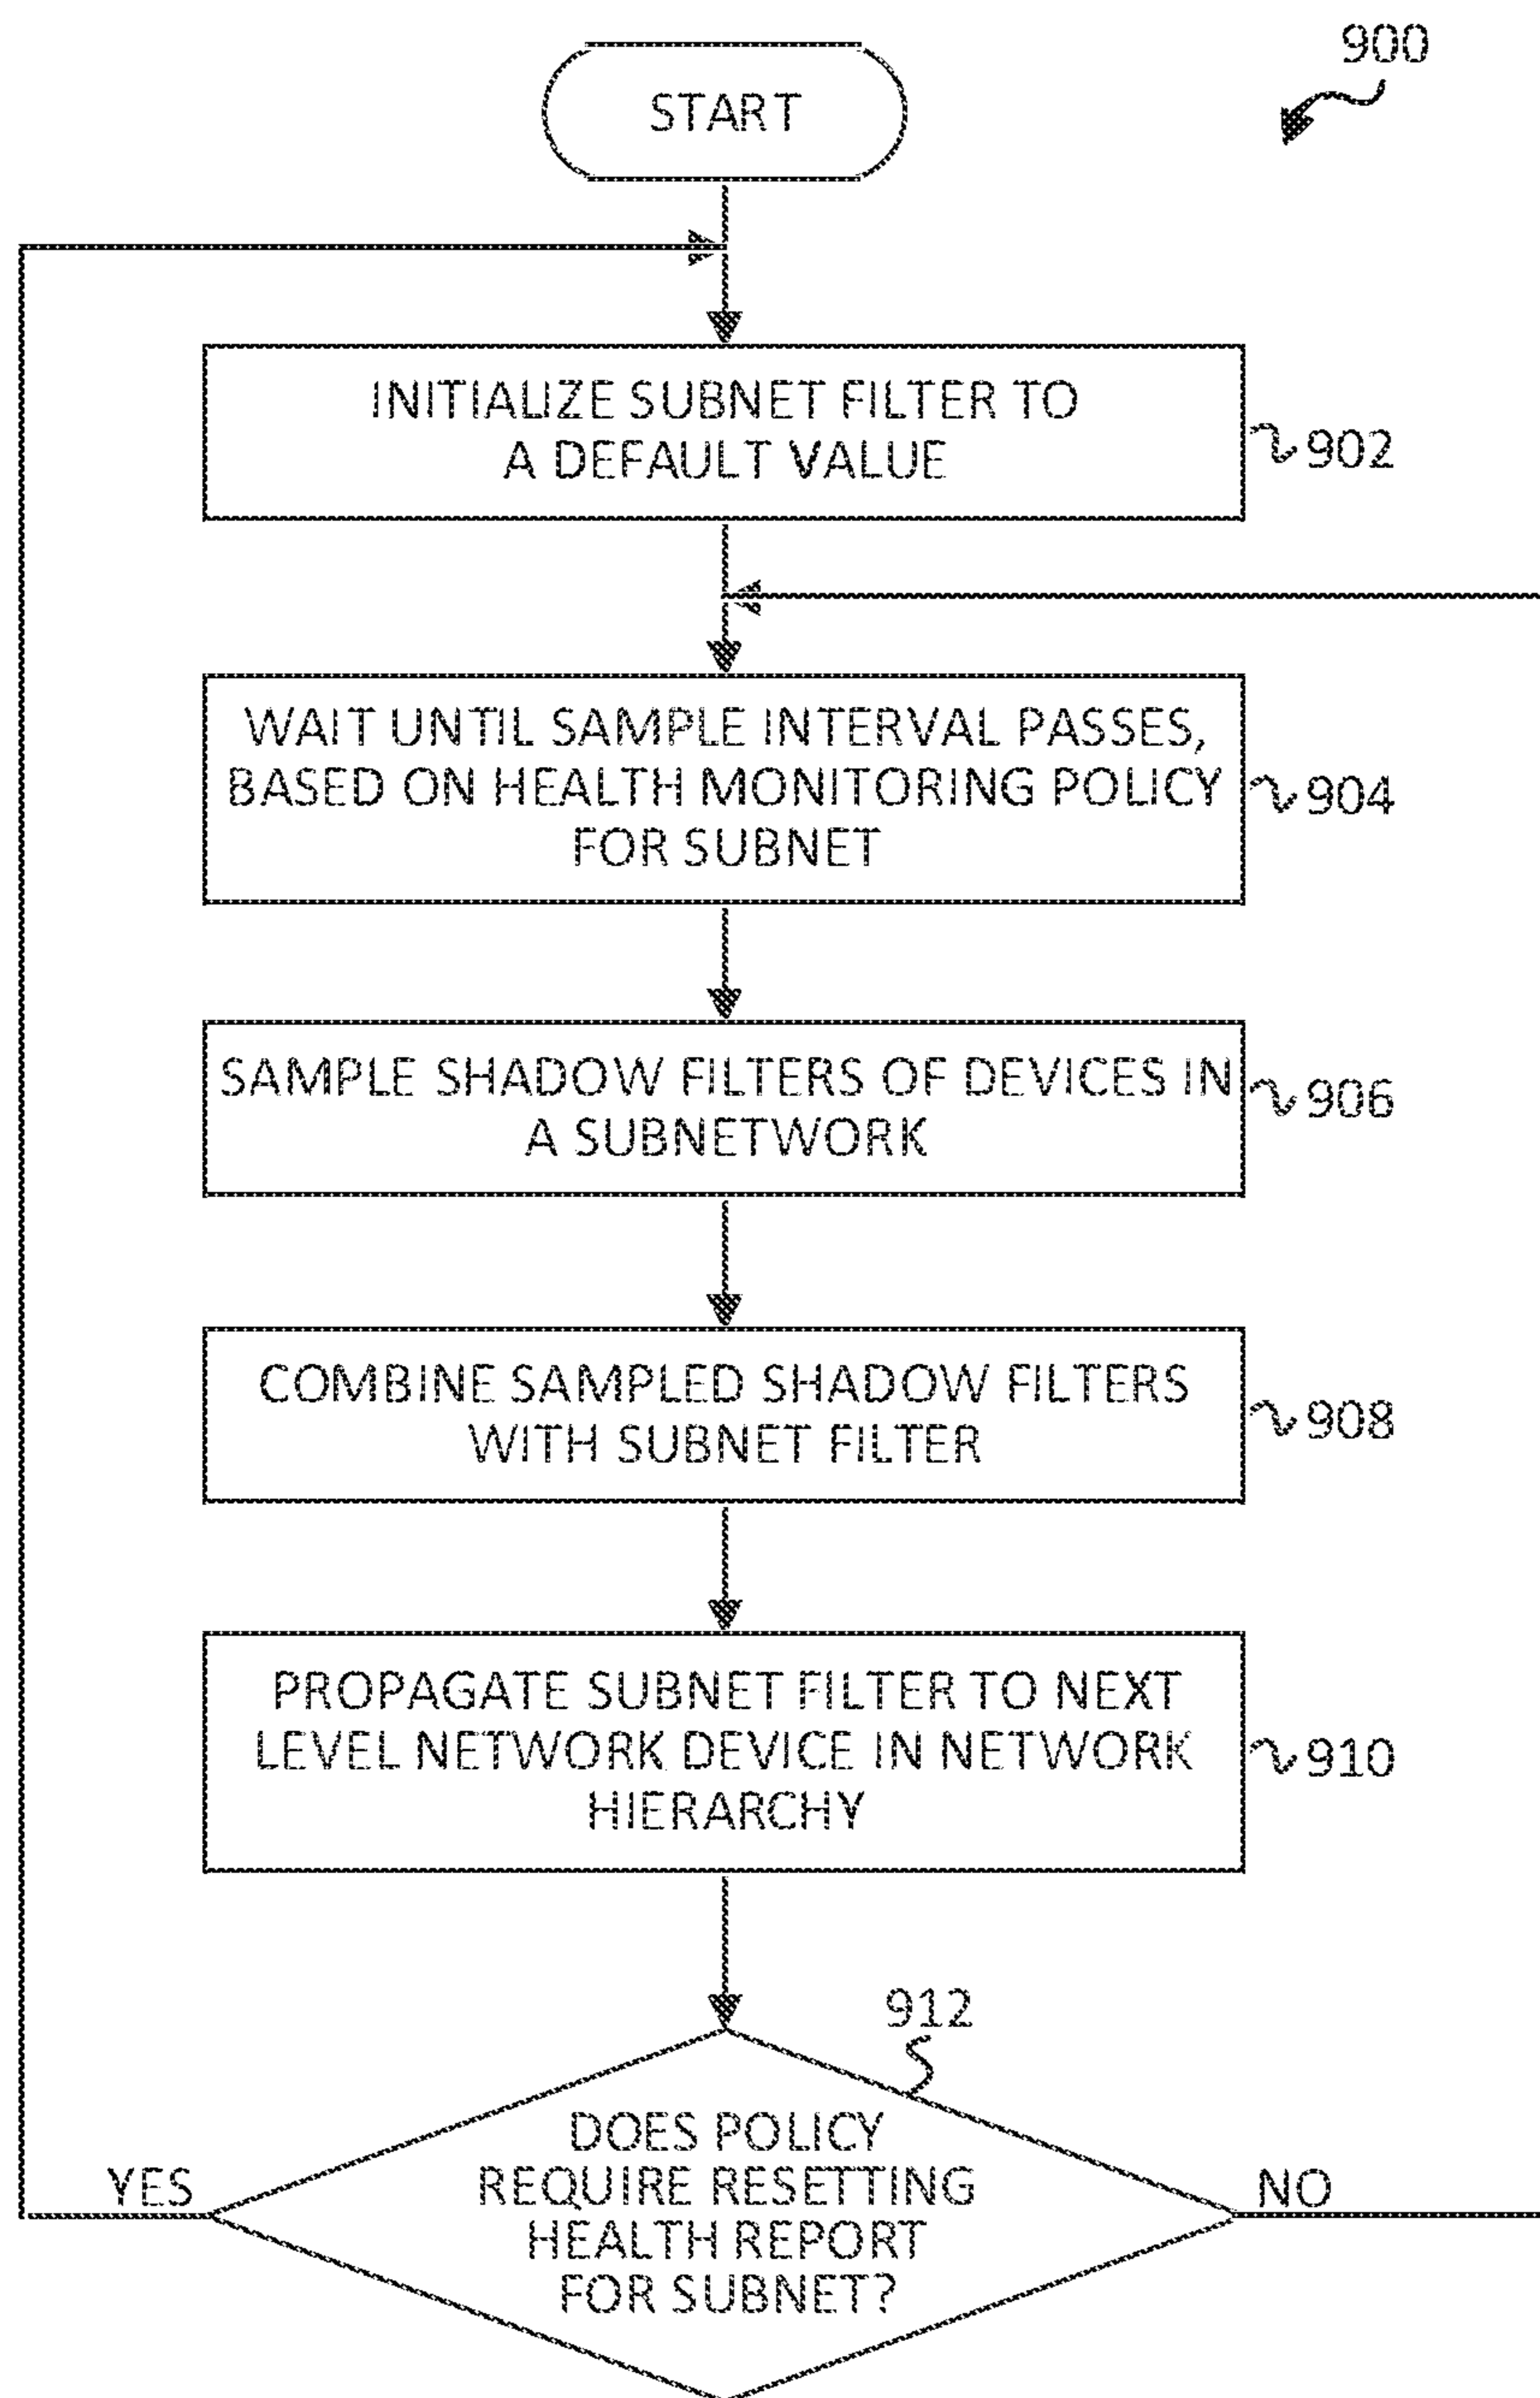 900
START
INITIALIZE SUBNET FILTER TO
A DEFAULT VALUE
902
WAIT UNTIL SAMPLE INTERVAL PASSES,
BASED ON HEALTH MONITORING POLICY
FOR SUBNET
904
SAMPLE SHADOW FILTERS OF DEVICES IN
A SUBNETWORK
906
COMBINE SAMPLED SHADOW FILTERS
WITH SUBNET FILTER
908
PROPAGATE SUBNET FILTER TO NEXT
LEVEL NETWORK DEVICE IN NETWORK
HIERARCHY
910
912
DOES POLICY
REQUIRE RESETTING
HEALTH REPORT
FOR SUBNET?
YES
NO